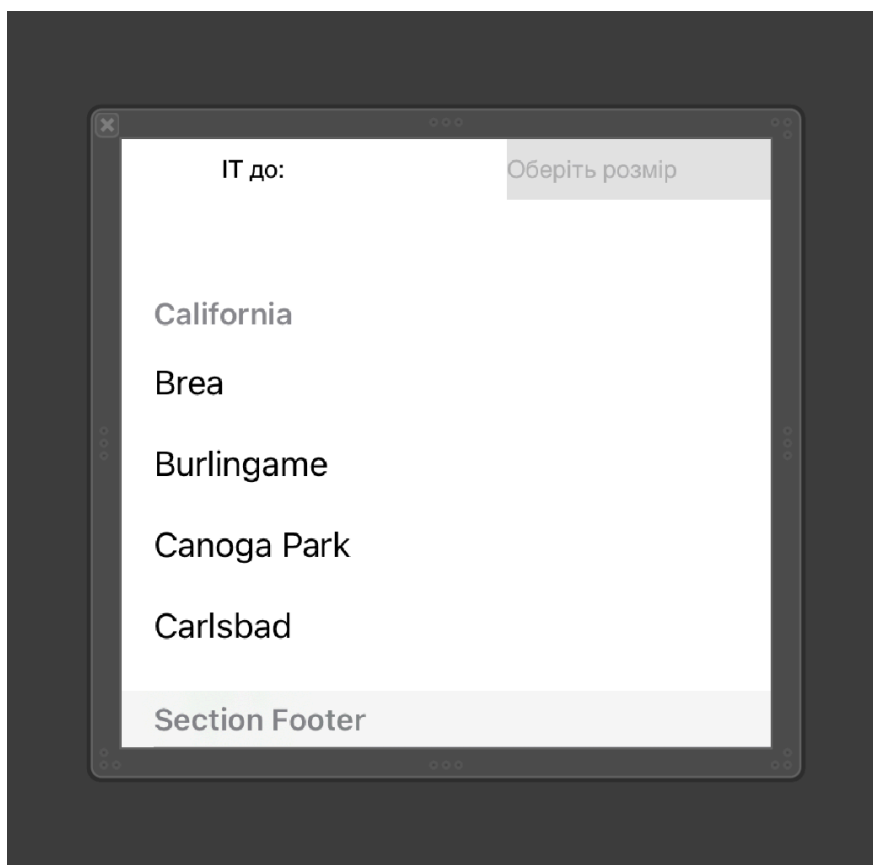 ІТ до:
Оберіть розмір
California
Brea
Burlingame
Canoga Park
Carlsbad
Section Footer